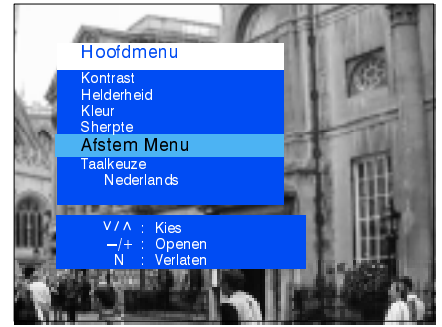 Hoofdmenu
Kontrast
Helderheid
Kleur
Sherpte
Afstem Menu
Taalkeuze
Nederlands
V / Λ : Kies
–/+ : Openen
N : Verlaten